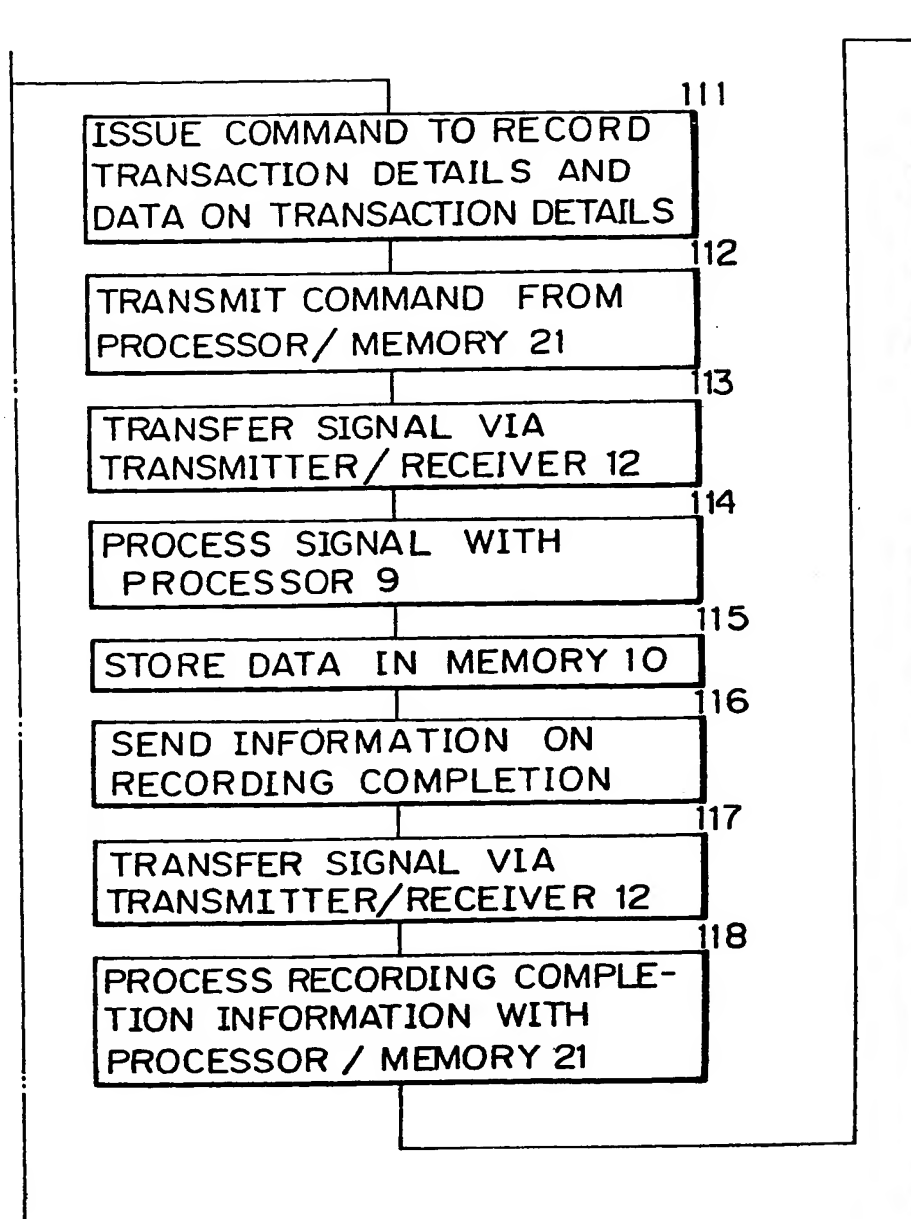 111
ISSUE COMMAND TO RECORD
TRANSACTION DETAILS AND
DATA ON TRANSACTION DETAILS
112
TRANSMIT COMMAND FROM
PROCESSOR/MEMORY 21
113
TRANSFER SIGNAL VIA
TRANSMITTER/RECEIVER 12
114
PROCESS SIGNAL WITH
PROCESSOR 9
115
STORE DATA IN MEMORY 10
116
SEND INFORMATION ON
RECORDING COMPLETION
117
TRANSFER SIGNAL VIA
TRANSMITTER/RECEIVER 12
118
PROCESS RECORDING COMPLE-
TION INFORMATION WITH
PROCESSOR / MEMORY 21